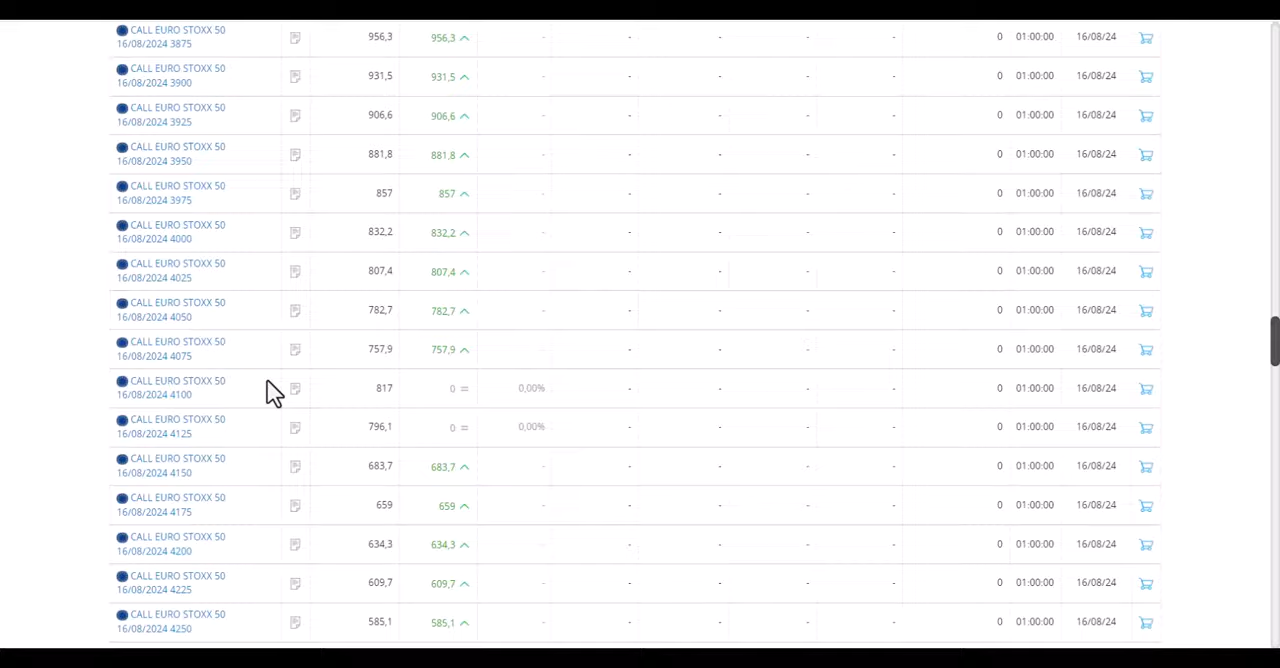 CALL EURO STOXX 50
16/08/2024 3875 956,3 956,3 - - - - - 0 01:00:00 16/08/24
CALL EURO STOXX 50
16/08/2024 3900 931,5 931,5 - - - - - 0 01:00:00 16/08/24
CALL EURO STOXX 50
16/08/2024 3925 906,6 906,6 - - - - - 0 01:00:00 16/08/24
CALL EURO STOXX 50
16/08/2024 3950 881,8 881,8 - - - - - 0 01:00:00 16/08/24
CALL EURO STOXX 50
16/08/2024 3975 857 857 - - - - - 0 01:00:00 16/08/24
CALL EURO STOXX 50
16/08/2024 4000 832,2 832,2 - - - - - 0 01:00:00 16/08/24
CALL EURO STOXX 50
16/08/2024 4025 807,4 807,4 - - - - - 0 01:00:00 16/08/24
CALL EURO STOXX 50
16/08/2024 4050 782,7 782,7 - - - - - 0 01:00:00 16/08/24
CALL EURO STOXX 50
16/08/2024 4075 757,9 757,9 - - - - 0 01:00:00 16/08/24
CALL EURO STOXX 50
16/08/2024 4100 817 0 = 0,00% - - - - 0 01:00:00 16/08/24
CALL EURO STOXX 50
16/08/2024 4125 796,1 0 = 0,00% - - - - 0 01:00:00 16/08/24
CALL EURO STOXX 50
16/08/2024 4150 683,7 683,7 - - - - - 0 01:00:00 16/08/24
CALL EURO STOXX 50
16/08/2024 4175 659 659 - - - - - 0 01:00:00 16/08/24
CALL EURO STOXX 50
16/08/2024 4200 634,3 634,3 - - - - 0 01:00:00 16/08/24
CALL EURO STOXX 50
16/08/2024 4225 609,7 609,7 - - - - - 0 01:00:00 16/08/24
CALL EURO STOXX 50
16/08/2024 4250 585,1 585,1 - - - - - 0 01:00:00 16/08/24